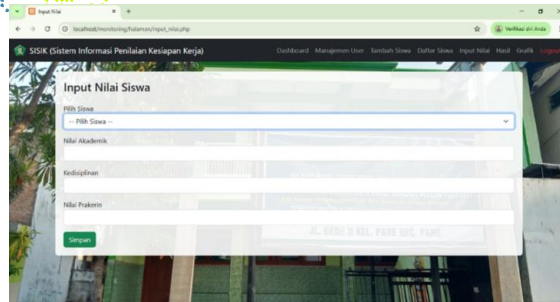 Input Nilai
localhost/monitoring/halaman/input_nilai.php
Verifikasi diri Anda
SISIK (Sistem Informasi Penilaian Kesiapan Kerja)
Dashboard Manajemen User Tambah Siswa Daftar Siswa Input Nilai Hasil Grafik Logout
Input Nilai Siswa
Pilih Siswa
-- Pilih Siswa --
Nilai Akademik
Kedisiplinan
Nilai Prakerin
Simpan